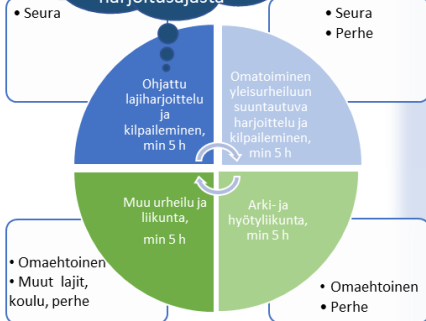 harjoitusajasta
• Seura
• Seura
• Perhe
Ohjattu
lajiharjoittelu
ja
kilpaileminen,
min 5 h
Omatoiminen
yleisurheiluun
suuntautuva
harjoittelu ja
kilpaileminen,
min 5 h
Muu urheilu ja
liikunta,
min 5 h
Arki- ja
hyötyliikunta,
min 5 h
• Omaehtoinen
• Muut lajit,
koulu, perhe
• Omaehtoinen
• Perhe